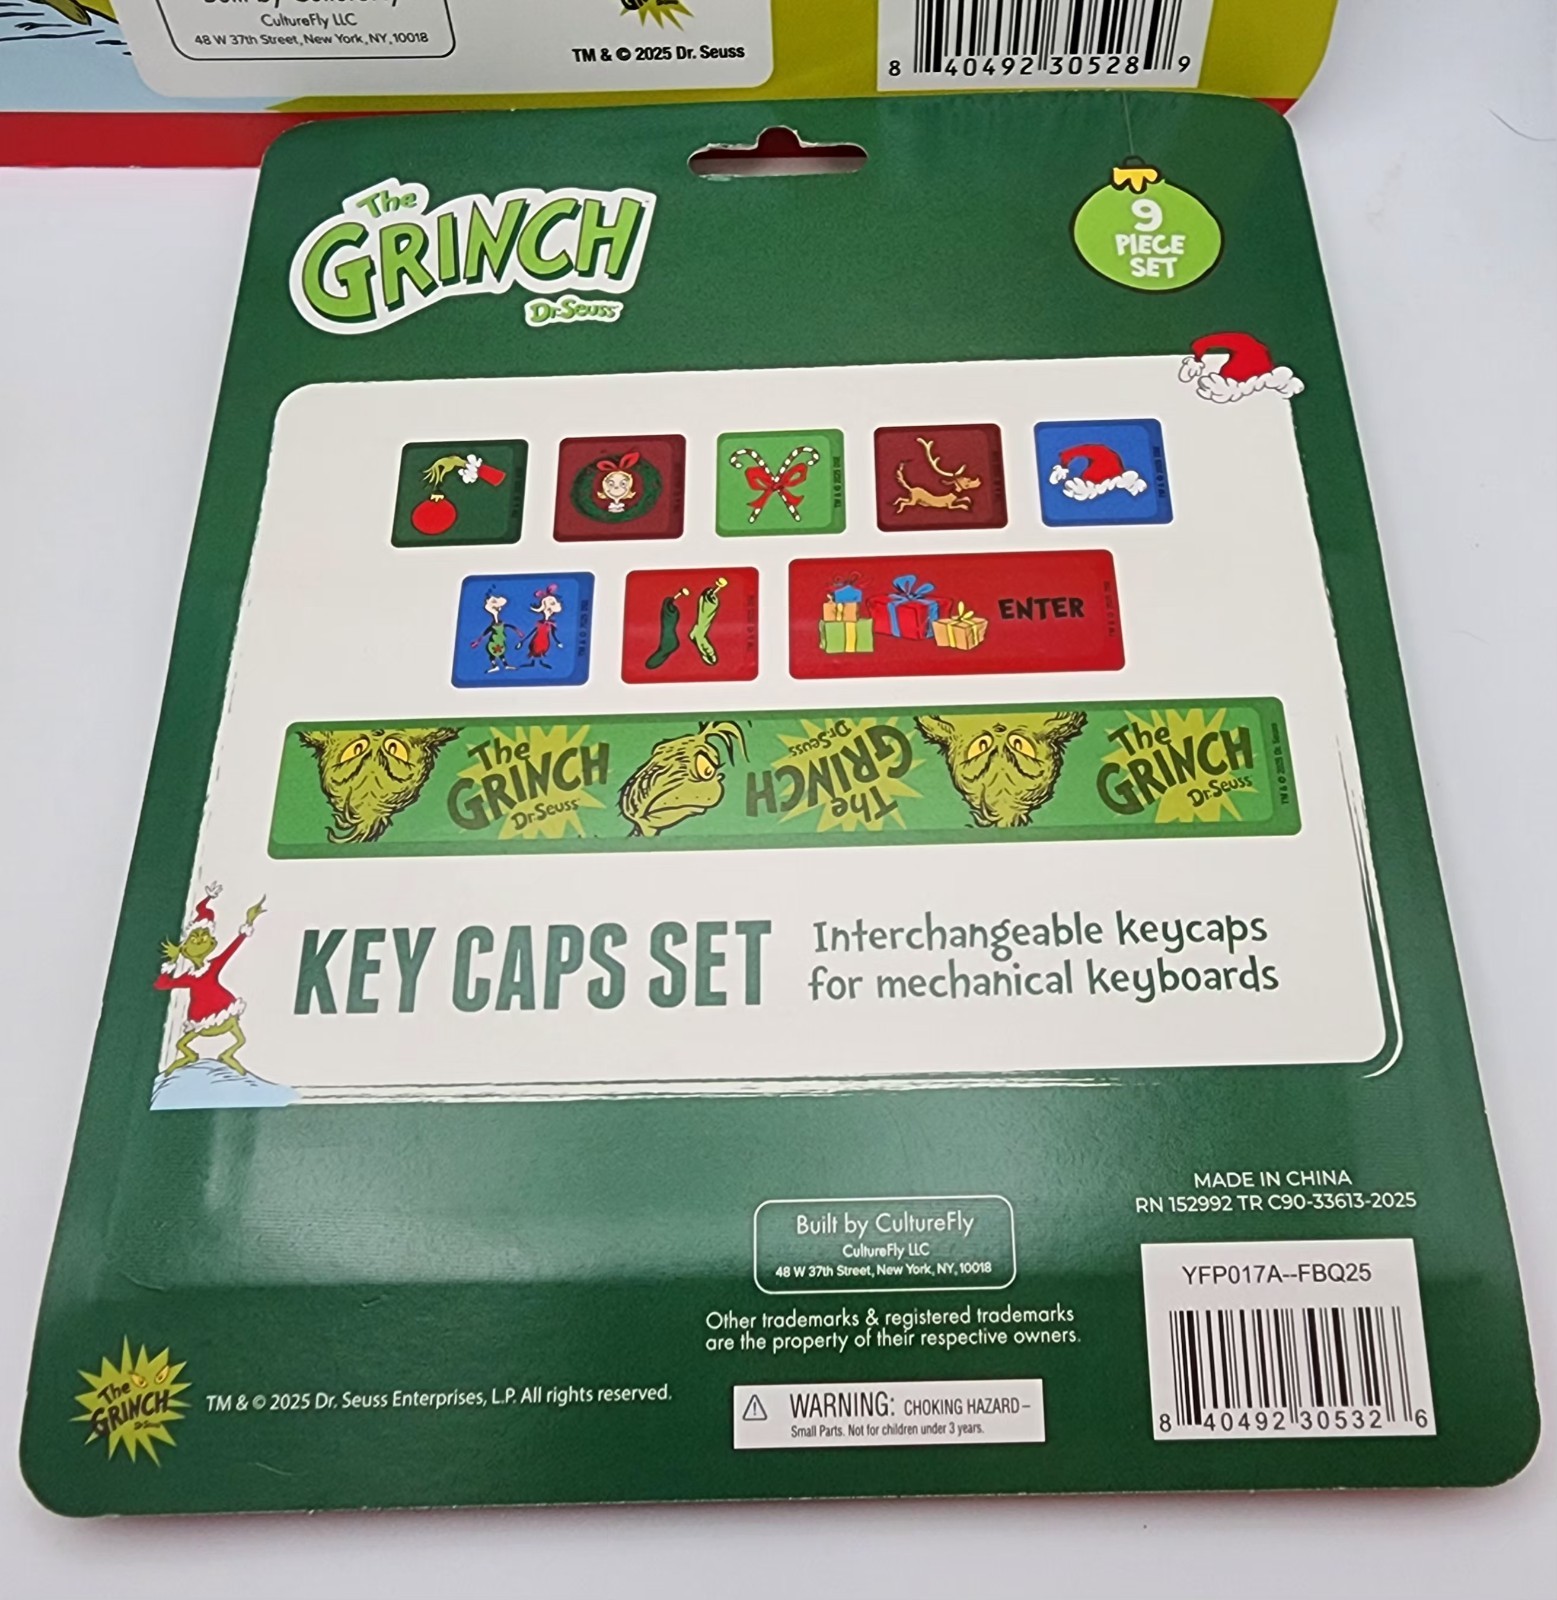 CultureFly LLC
48 W 37th Street, New York, NY, 10018
TM & © 2025 Dr. Seuss
8 40492 30528 9
The
GRINCH
Dr. Seuss
9
PIECE
SET
ENTER
The
GRINCH
Dr. Seuss
The
GRINCH
Dr. Seuss
The
GRINCH
Dr. Seuss
TM & © 2025 Dr. Seuss
KEY CAPS SET
Interchangeable keycaps
for mechanical keyboards
MADE IN CHINA
RN 152992 TR C90-33613-2025
Built by CultureFly
CultureFly LLC
48 W 37th Street, New York, NY, 10018
YFP017A--FBQ25
8 40492 30532 6
Other trademarks & registered trademarks
are the property of their respective owners.
The
GRINCH
TM & © 2025 Dr. Seuss Enterprises, L.P. All rights reserved.
WARNING: CHOKING HAZARD–
Small Parts. Not for children under 3 years.